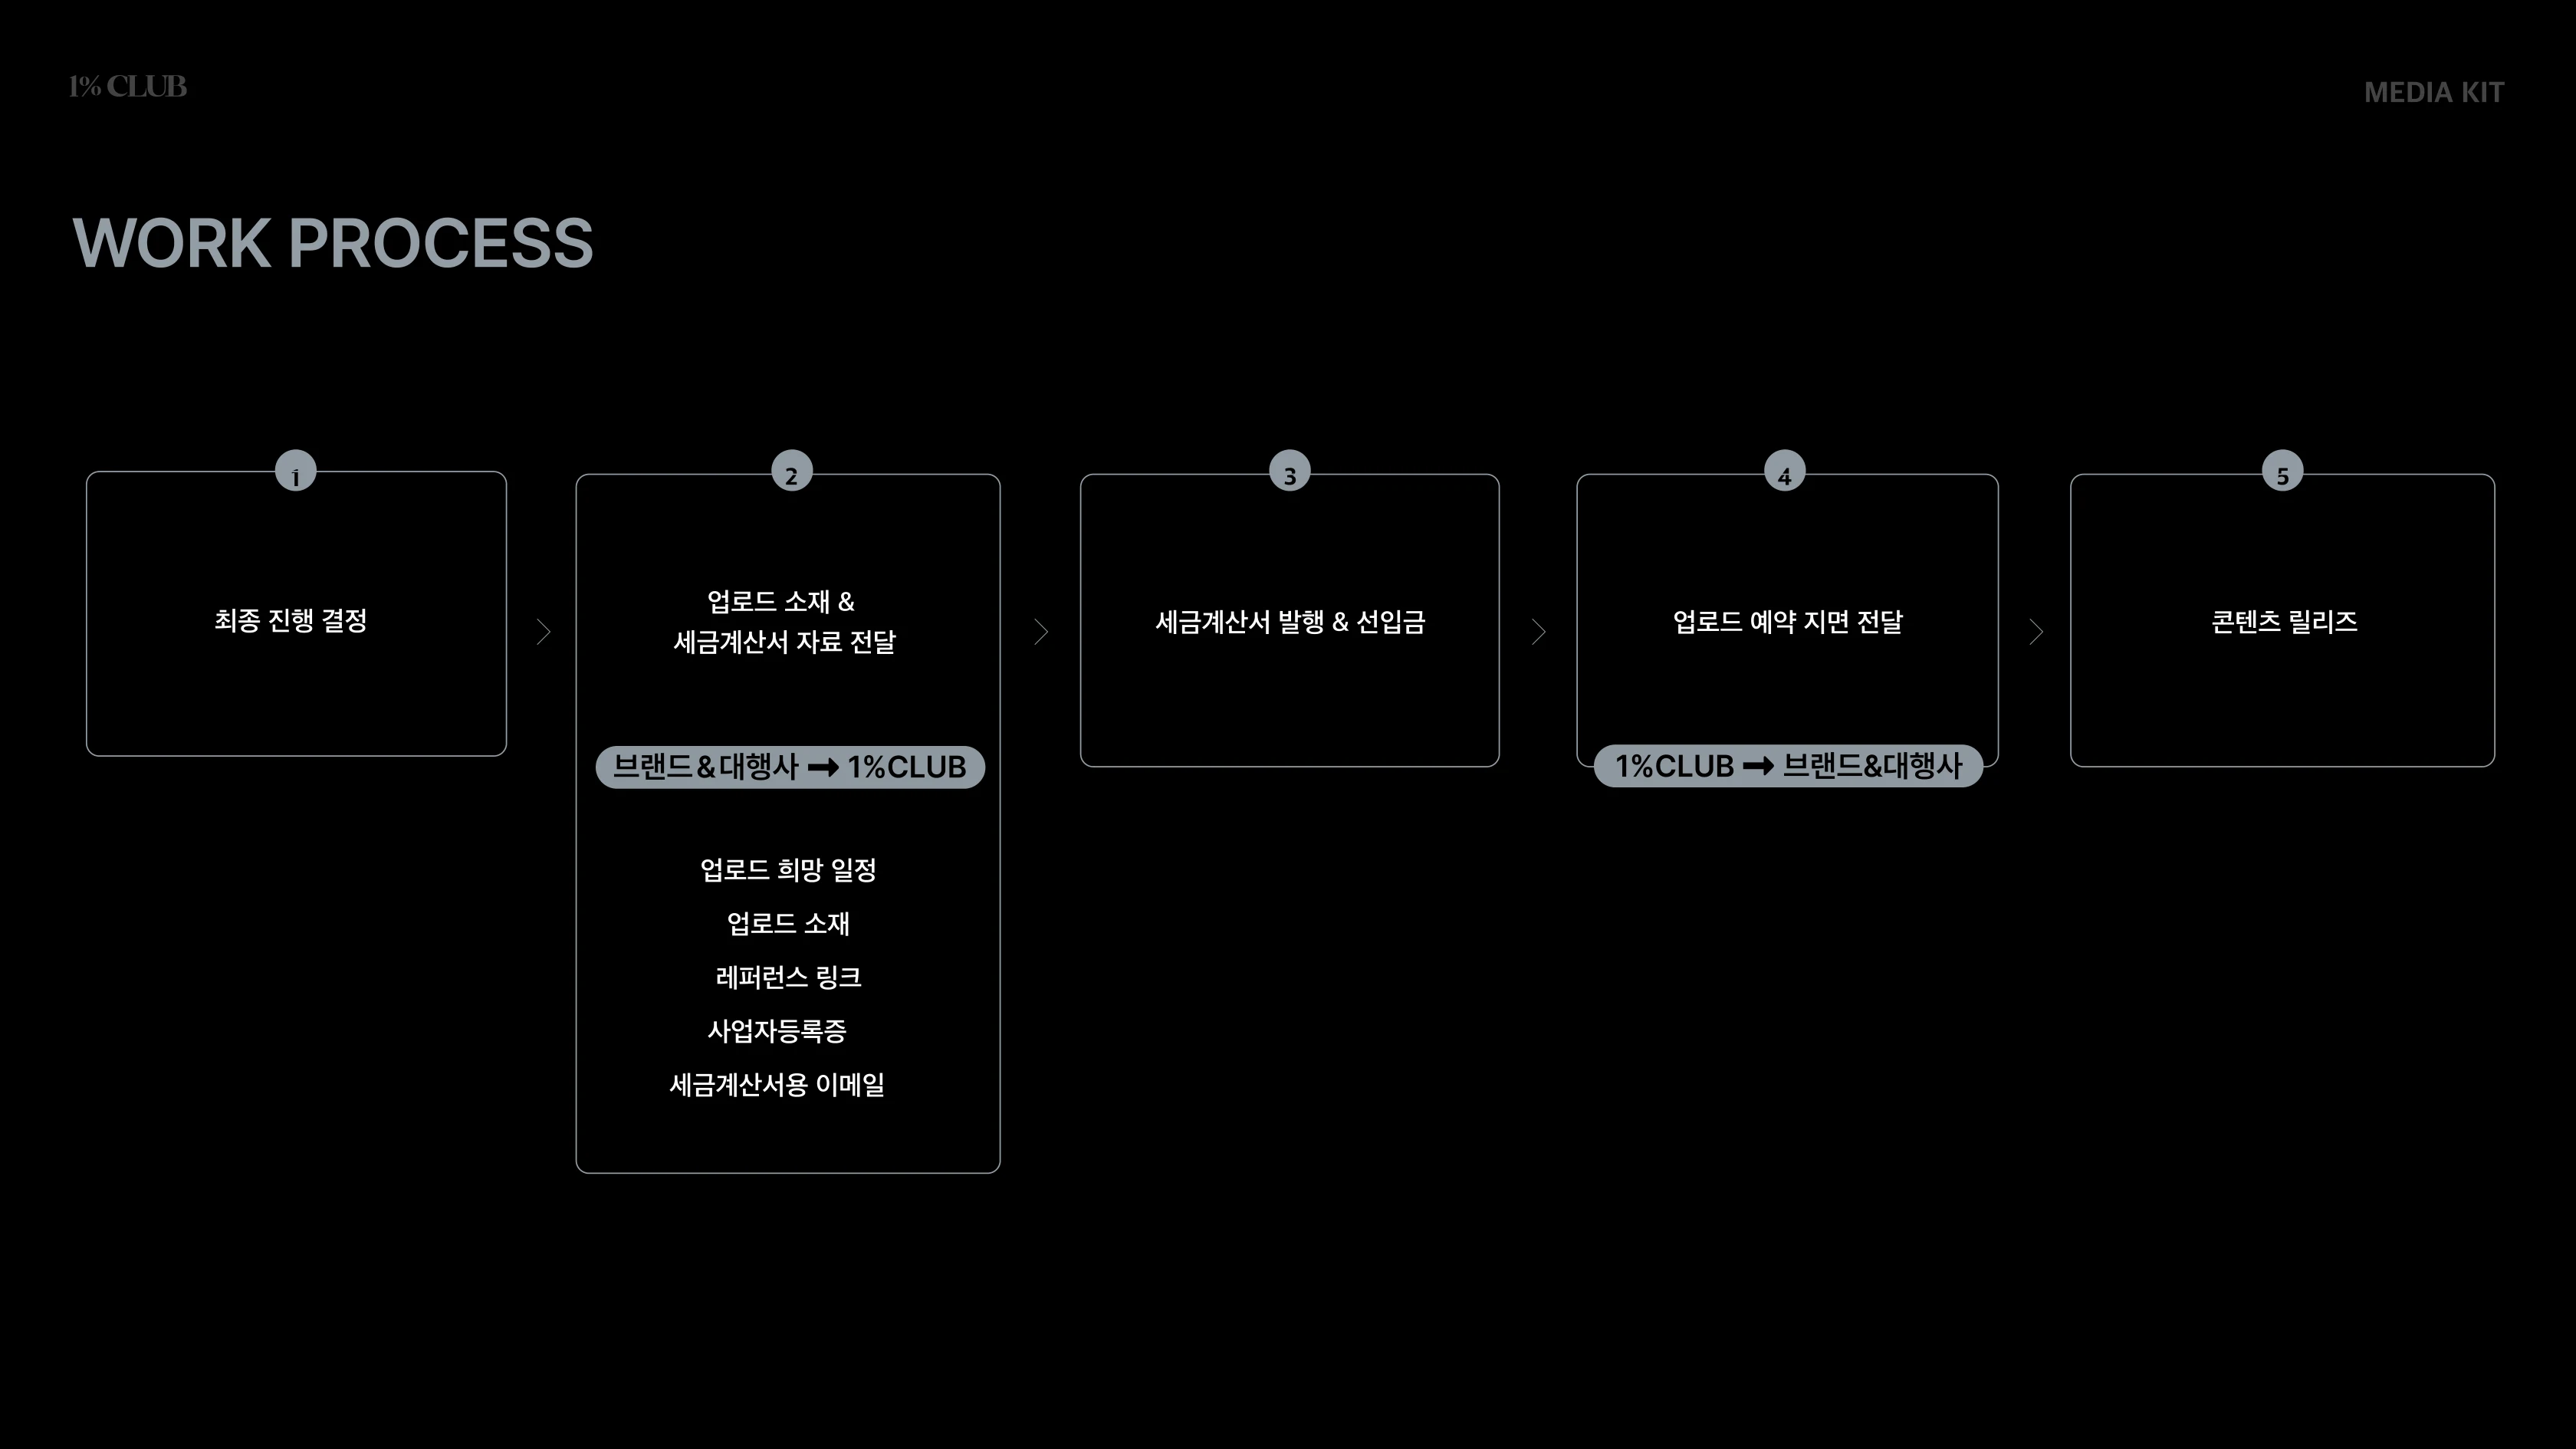 1% CLUB
MEDIA KIT
WORK PROCESS
1
최종 진행 결정
2
업로드 소재 &
세금계산서 자료 전달
브랜드&대행사 ➞ 1%CLUB
업로드 희망 일정
업로드 소재
레퍼런스 링크
사업자등록증
세금계산서용 이메일
3
세금계산서 발행 & 선입금
4
업로드 예약 지면 전달
1%CLUB ➞ 브랜드&대행사
5
콘텐츠 릴리즈